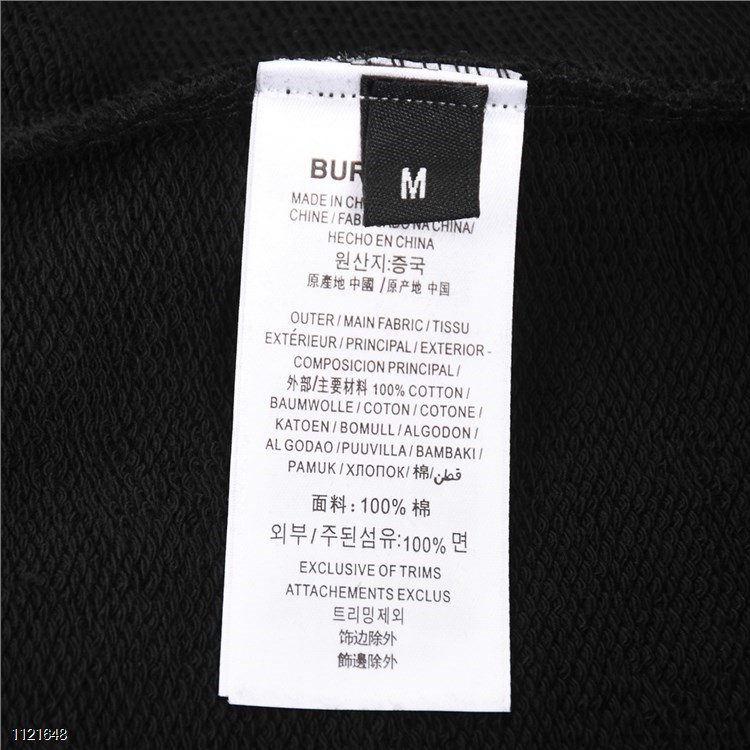 BUR
M
MADE IN CH
CHINE / FAB NA CHINA/
HECHO EN CHINA
원산지:중국
原產地 中國 /原产地 中国
OUTER / MAIN FABRIC / TISSU
EXTÉRIEUR / PRINCIPAL / EXTERIOR -
COMPOSICION PRINCIPAL /
外部/主要材料 100% COTTON /
BAUMWOLLE / COTON / COTONE /
KATOEN / BOMULL / ALGODON /
AL GODAO / PUUVILLA / BAMBAKI /
PAMUK / ХЛОПОК/ 棉/قطن
面料: 100% 棉
외부 / 주된섬유:100% 면
EXCLUSIVE OF TRIMS
ATTACHEMENTS EXCLUS
트리밍제외
饰边除外
飾邊除外
1121648